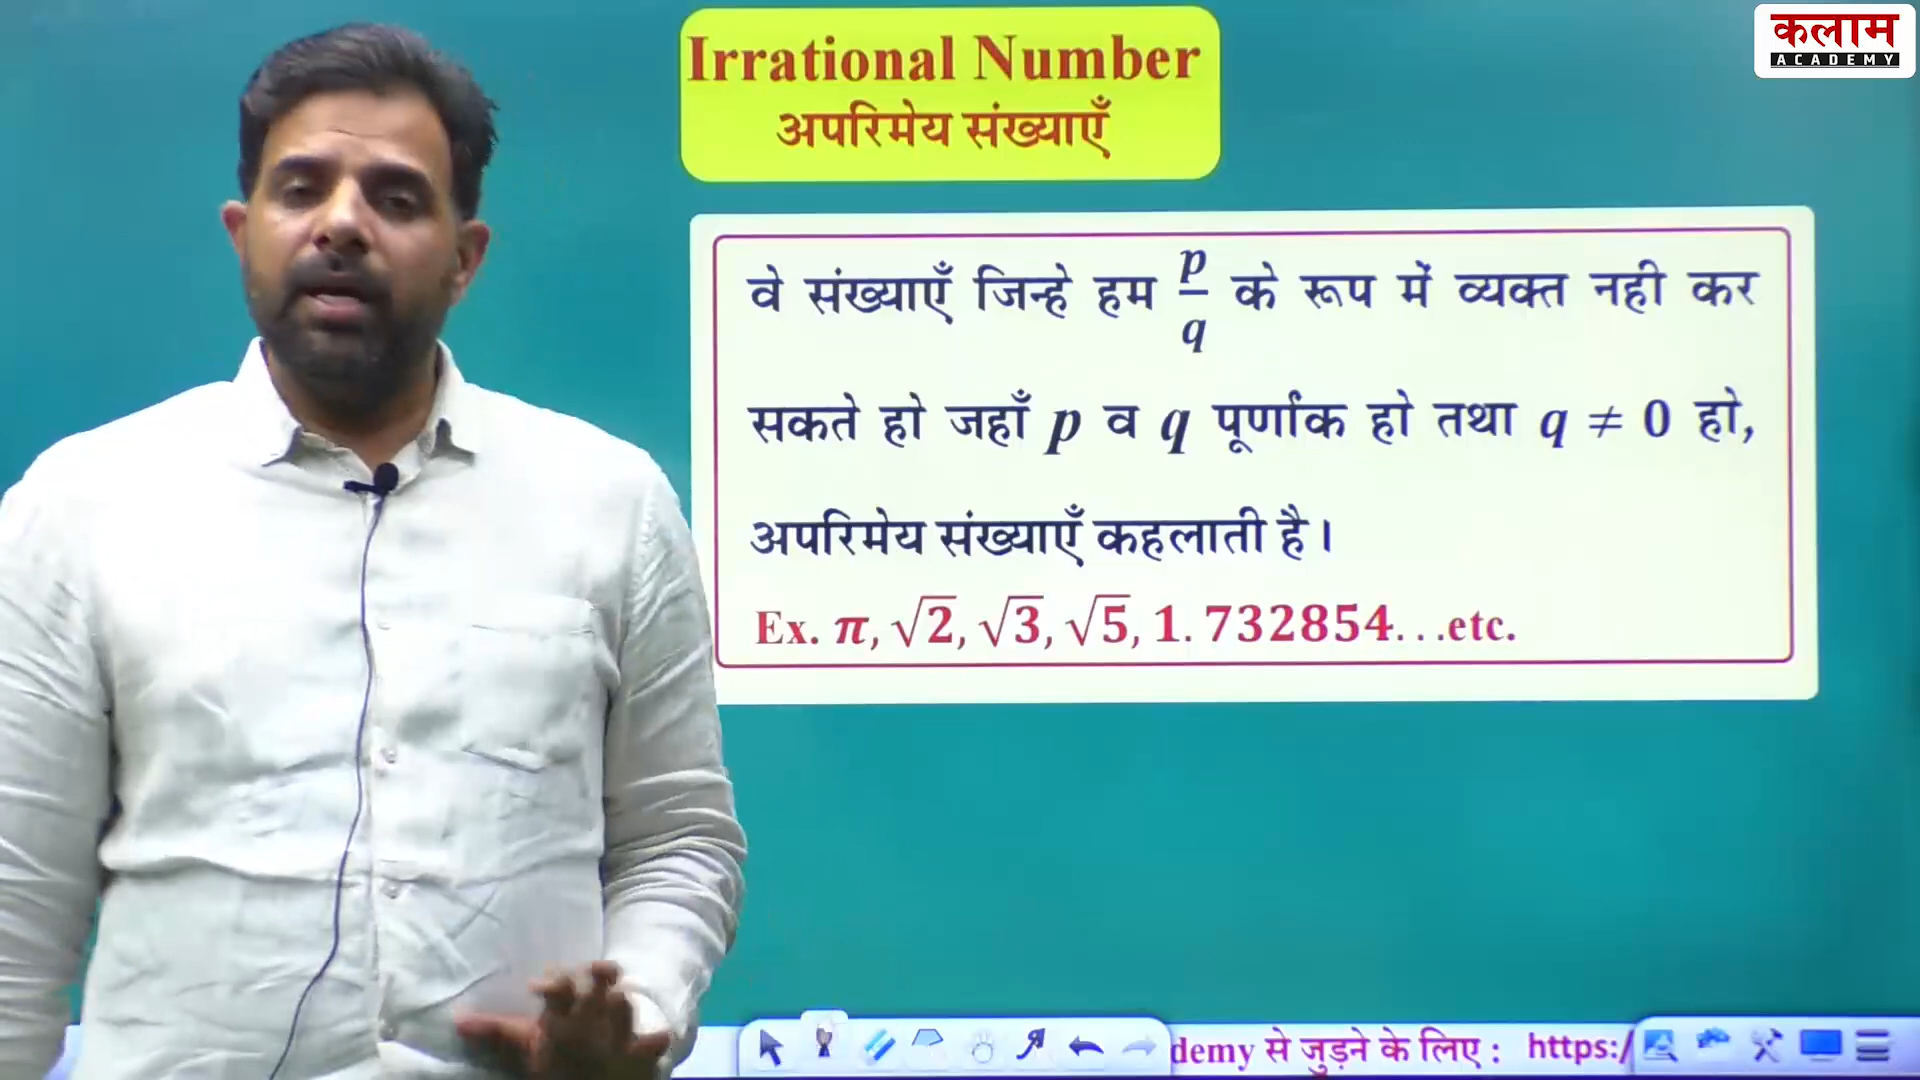 कलाम
ACADEMY
Irrational Number
अपरिमेय संख्याएँ
वे संख्याएँ जिन्हे हम p/q के रूप में व्यक्त नही कर
सकते हो जहाँ p व q पूर्णांक हो तथा q ≠ 0 हो,
अपरिमेय संख्याएँ कहलाती है।
Ex. π, √2, √3, √5, 1.732854...etc.
demy से जुड़ने के लिए : https:/